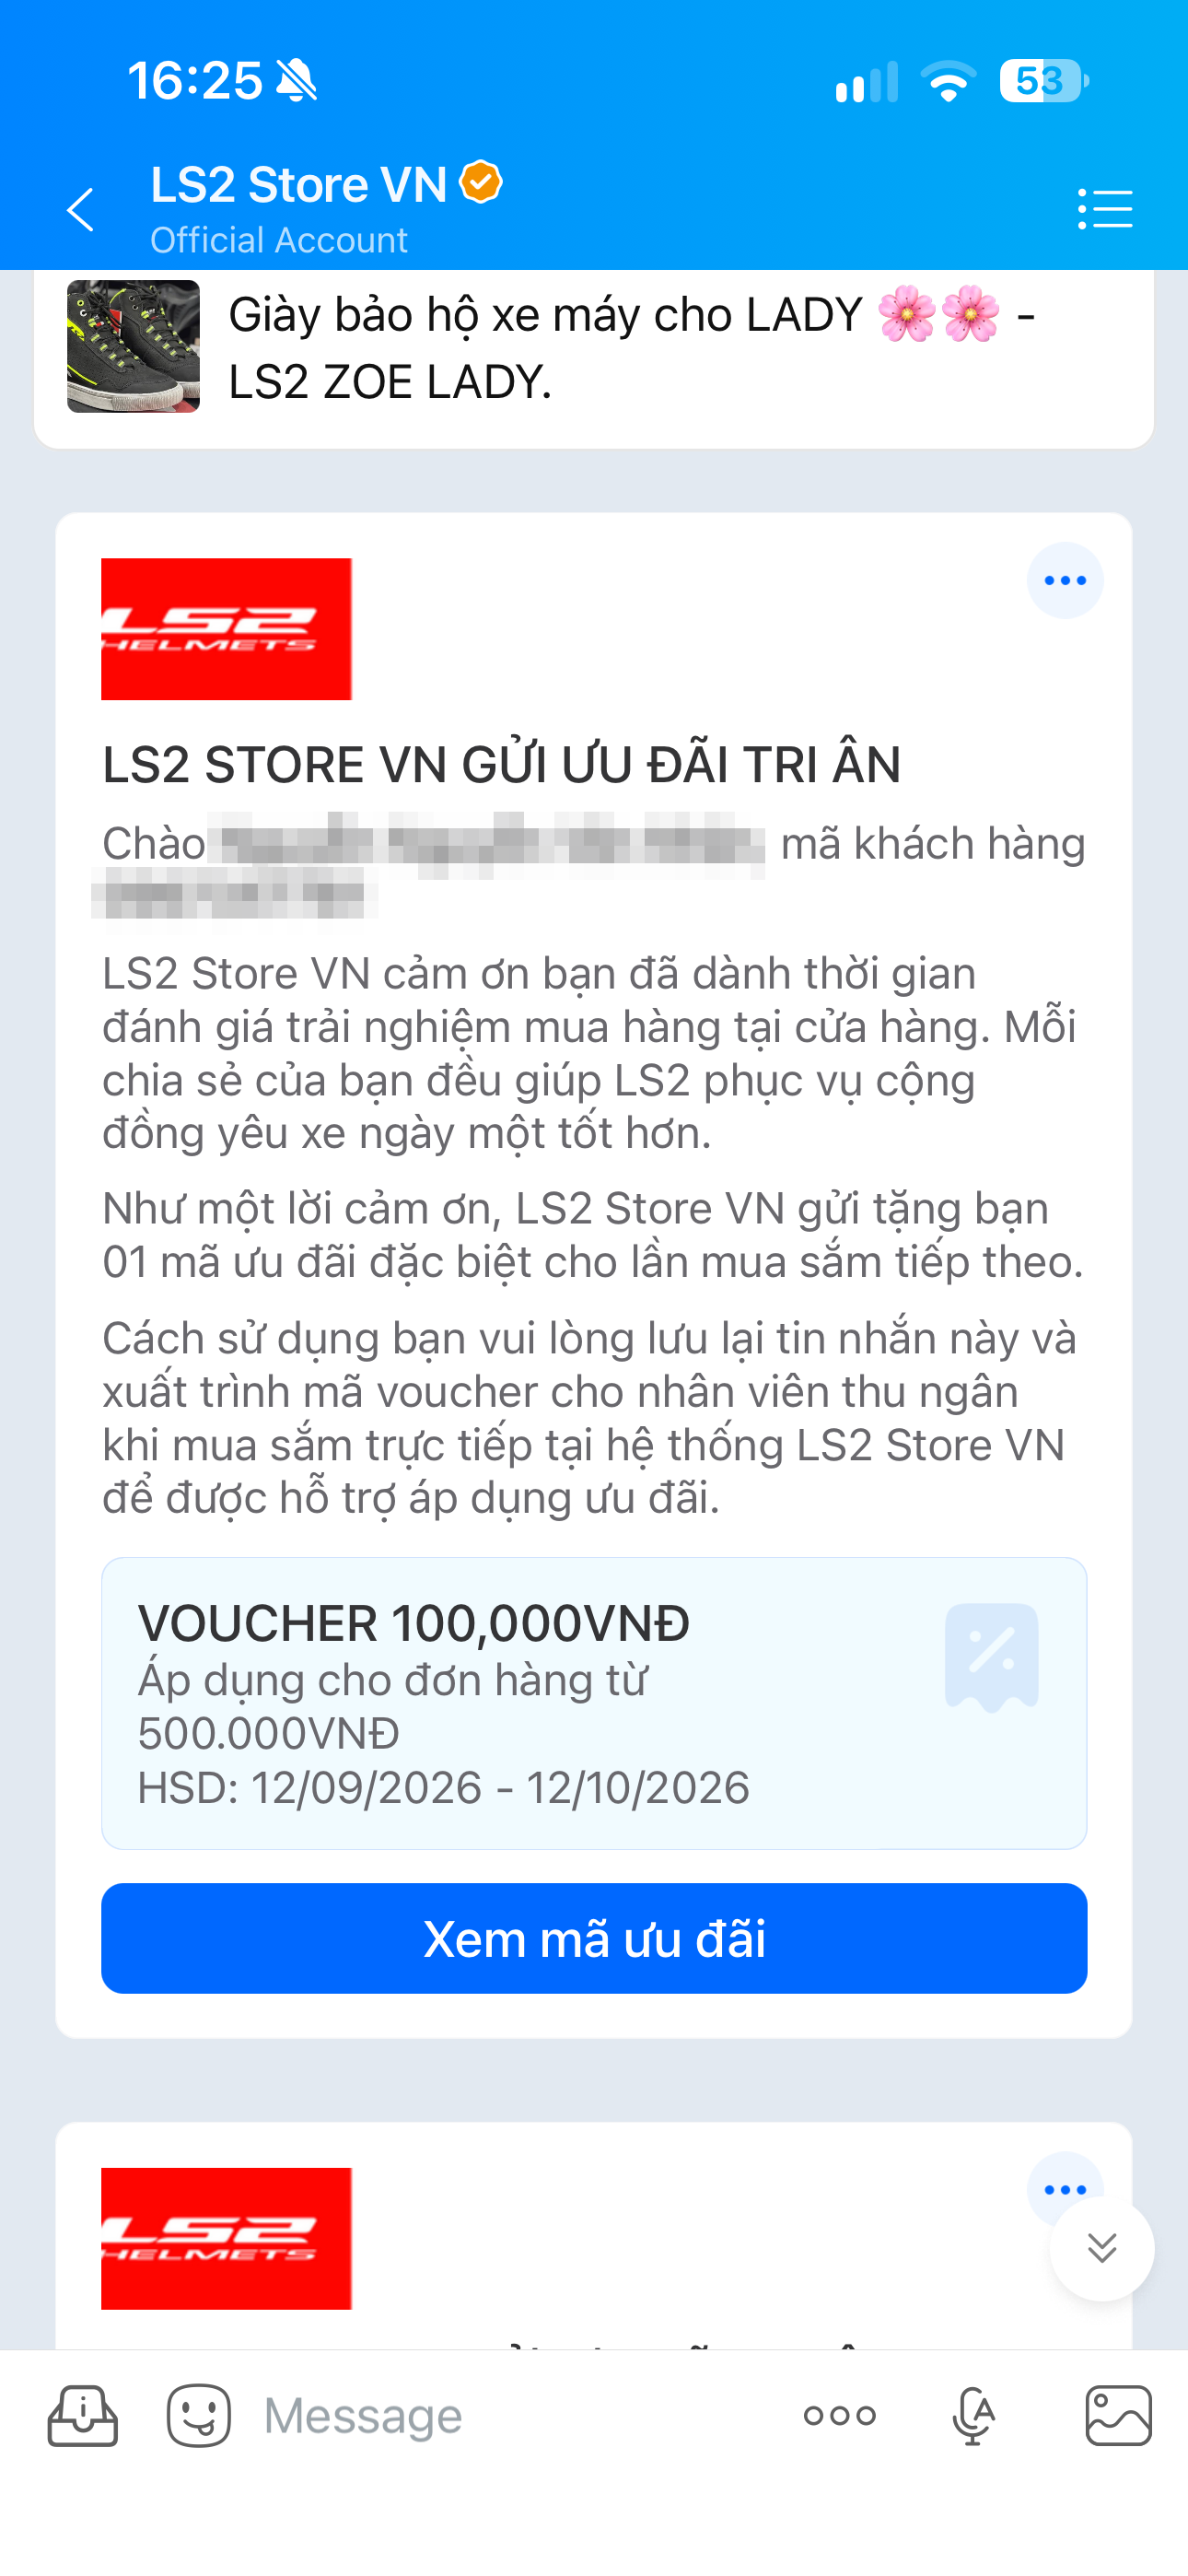 16:25
53
LS2 Store VN
Official Account
Giày bảo hộ xe máy cho LADY 🌸🌸 -
LS2 ZOE LADY.
LS2
HELMETS
LS2 STORE VN GỬI ƯU ĐÃI TRI ÂN
Chào mã khách hàng
LS2 Store VN cảm ơn bạn đã dành thời gian
đánh giá trải nghiệm mua hàng tại cửa hàng. Mỗi
chia sẻ của bạn đều giúp LS2 phục vụ cộng
đồng yêu xe ngày một tốt hơn.
Như một lời cảm ơn, LS2 Store VN gửi tặng bạn
01 mã ưu đãi đặc biệt cho lần mua sắm tiếp theo.
Cách sử dụng bạn vui lòng lưu lại tin nhắn này và
xuất trình mã voucher cho nhân viên thu ngân
khi mua sắm trực tiếp tại hệ thống LS2 Store VN
để được hỗ trợ áp dụng ưu đãi.
VOUCHER 100,000VNĐ
Áp dụng cho đơn hàng từ
500.000VNĐ
HSD: 12/09/2026 - 12/10/2026
Xem mã ưu đãi
LS2
HELMETS
Message